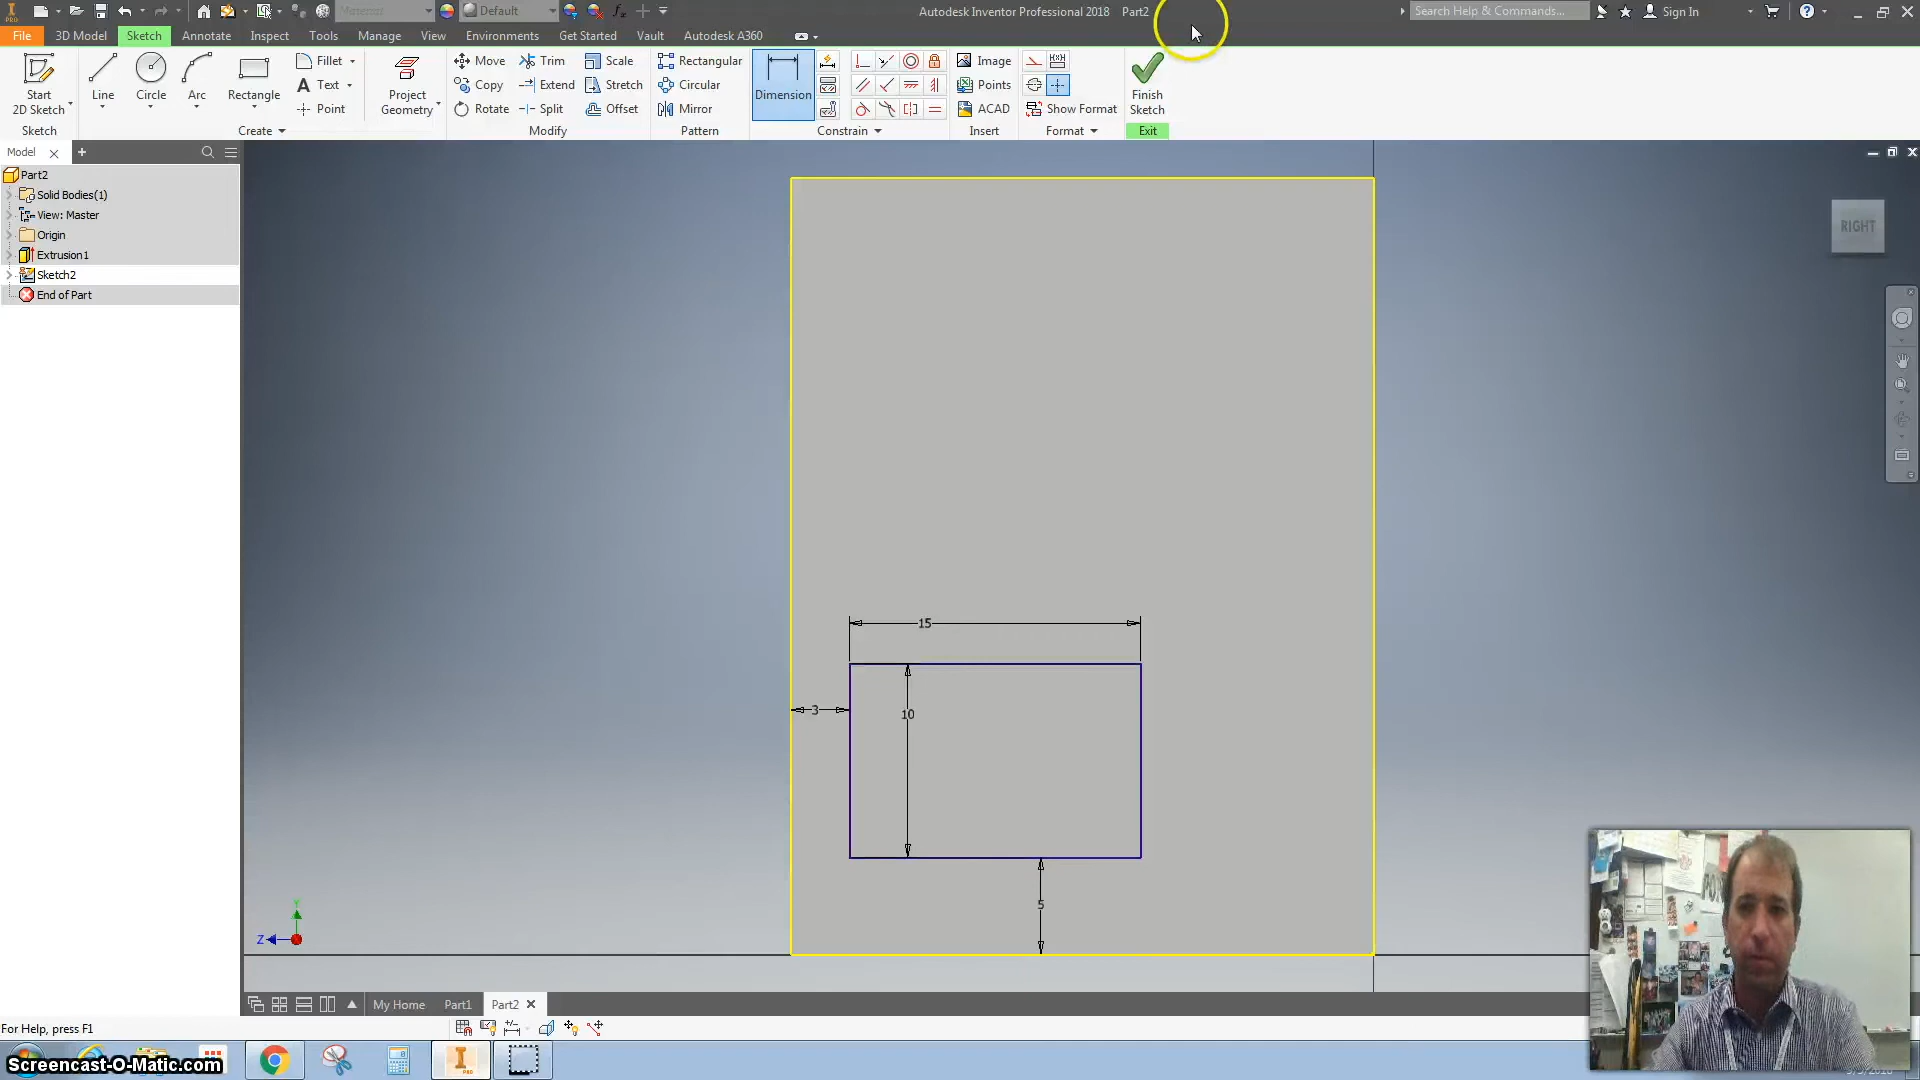 PRO
Material
Default
Autodesk Inventor Professional 2018 Part2
Search Help & Commands...
Sign In
File
3D Model
Sketch
Annotate
Inspect
Tools
Manage
View
Environments
Get Started
Vault
Autodesk A360
Start
2D Sketch
Line
Circle
Arc
Rectangle
Fillet
Text
Point
Project
Geometry
Move
Copy
Rotate
Trim
Extend
Split
Scale
Stretch
Offset
Rectangular
Circular
Mirror
Dimension
Image
Points
ACAD
Show Format
Finish
Sketch
Sketch
Create
Modify
Pattern
Constrain
Insert
Format
Exit
Model
Part2
Solid Bodies(1)
View: Master
Origin
Extrusion1
Sketch2
End of Part
RIGHT
15
3
10
5
Y
Z
My Home
Part1
Part2
For Help, press F1
PRO
Screencast-O-Matic.com